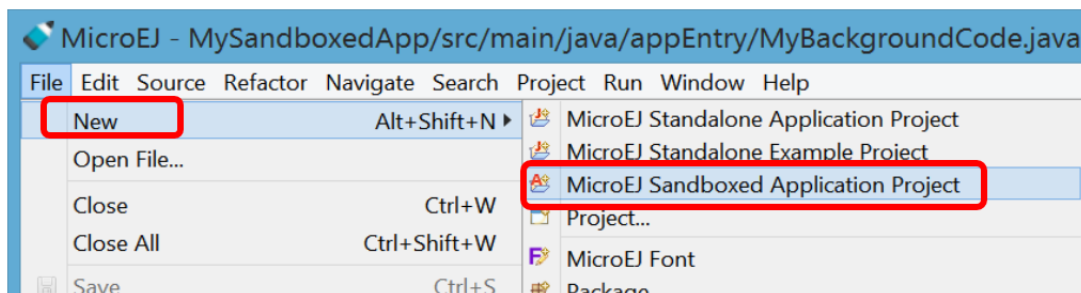 MicroEJ - MySandboxedApp/src/main/java/appEntry/MyBackgroundCode.java
File Edit Source Refactor Navigate Search Project Run Window Help
New Alt+Shift+N
Open File...
Close Ctrl+W
Close All Ctrl+Shift+W
Save Ctrl+S
MicroEJ Standalone Application Project
MicroEJ Standalone Example Project
MicroEJ Sandboxed Application Project
Project...
MicroEJ Font
Package